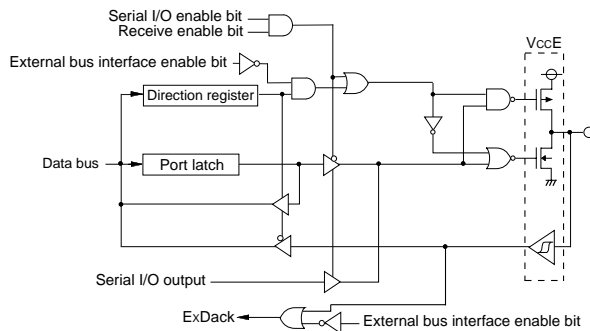 Serial I/O enable bit
Receive enable bit
VCCE
External bus interface enable bit
Direction register
Data bus
Port latch
Serial I/O output
ExDack
External bus interface enable bit